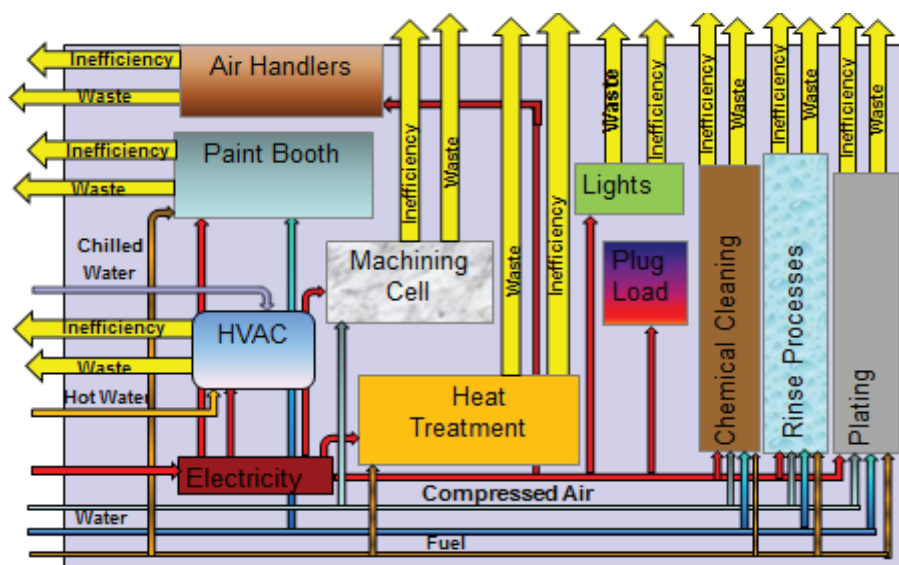 Inefficiency
Waste
Air Handlers
Inefficiency
Waste
Paint Booth
Chilled
Water
Inefficiency
Waste
HVAC
Hot Water
Machining
Cell
Inefficiency
Waste
Heat
Treatment
Waste
Inefficiency
Lights
Waste
Inefficiency
Plug
Load
Chemical Cleaning
Inefficiency
Waste
Rinse Processes
Inefficiency
Waste
Plating
Inefficiency
Waste
Electricity
Compressed Air
Water
Fuel